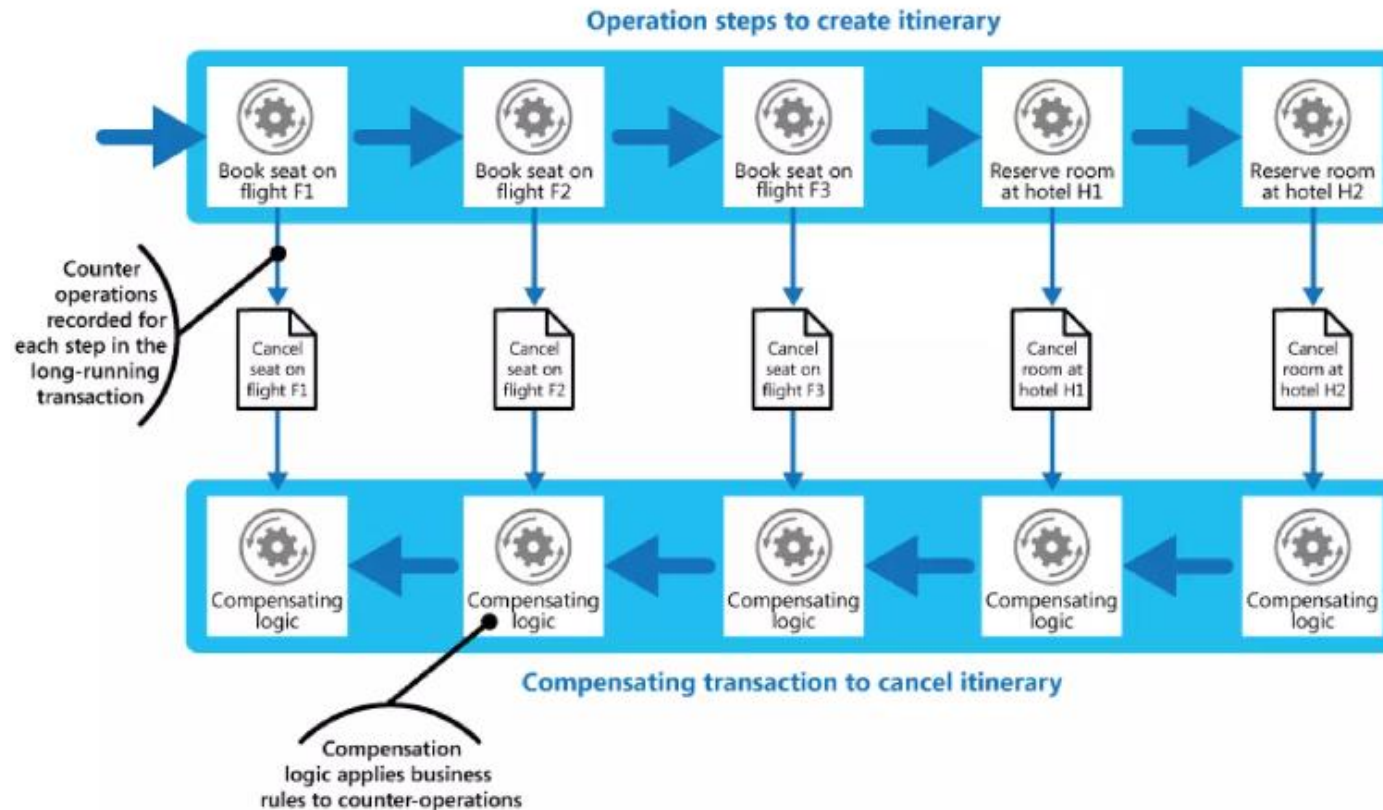 Operation steps to create itinerary
Book seat on
flight F1
Book seat on
flight F2
Book seat on
flight F3
Reserve room
at hotel H1
Reserve room
at hotel H2
Counter
operations
recorded for
each step in the
long-running
transaction
Cancel
seat on
flight F1
Cancel
seat on
flight F2
Cancel
seat on
flight F3
Cancel
room at
hotel H1
Cancel
room at
hotel H2
Compensating
logic
Compensating
logic
Compensating
logic
Compensating
logic
Compensating
logic
Compensating transaction to cancel itinerary
Compensation
logic applies business
rules to counter-operations